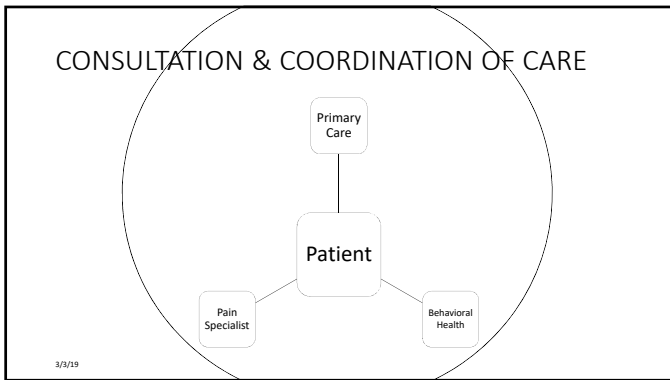 CONSULTATION & COORDINATION OF CARE
Primary
Care
Patient
Pain
Specialist
Behavioral
Health
3/3/19